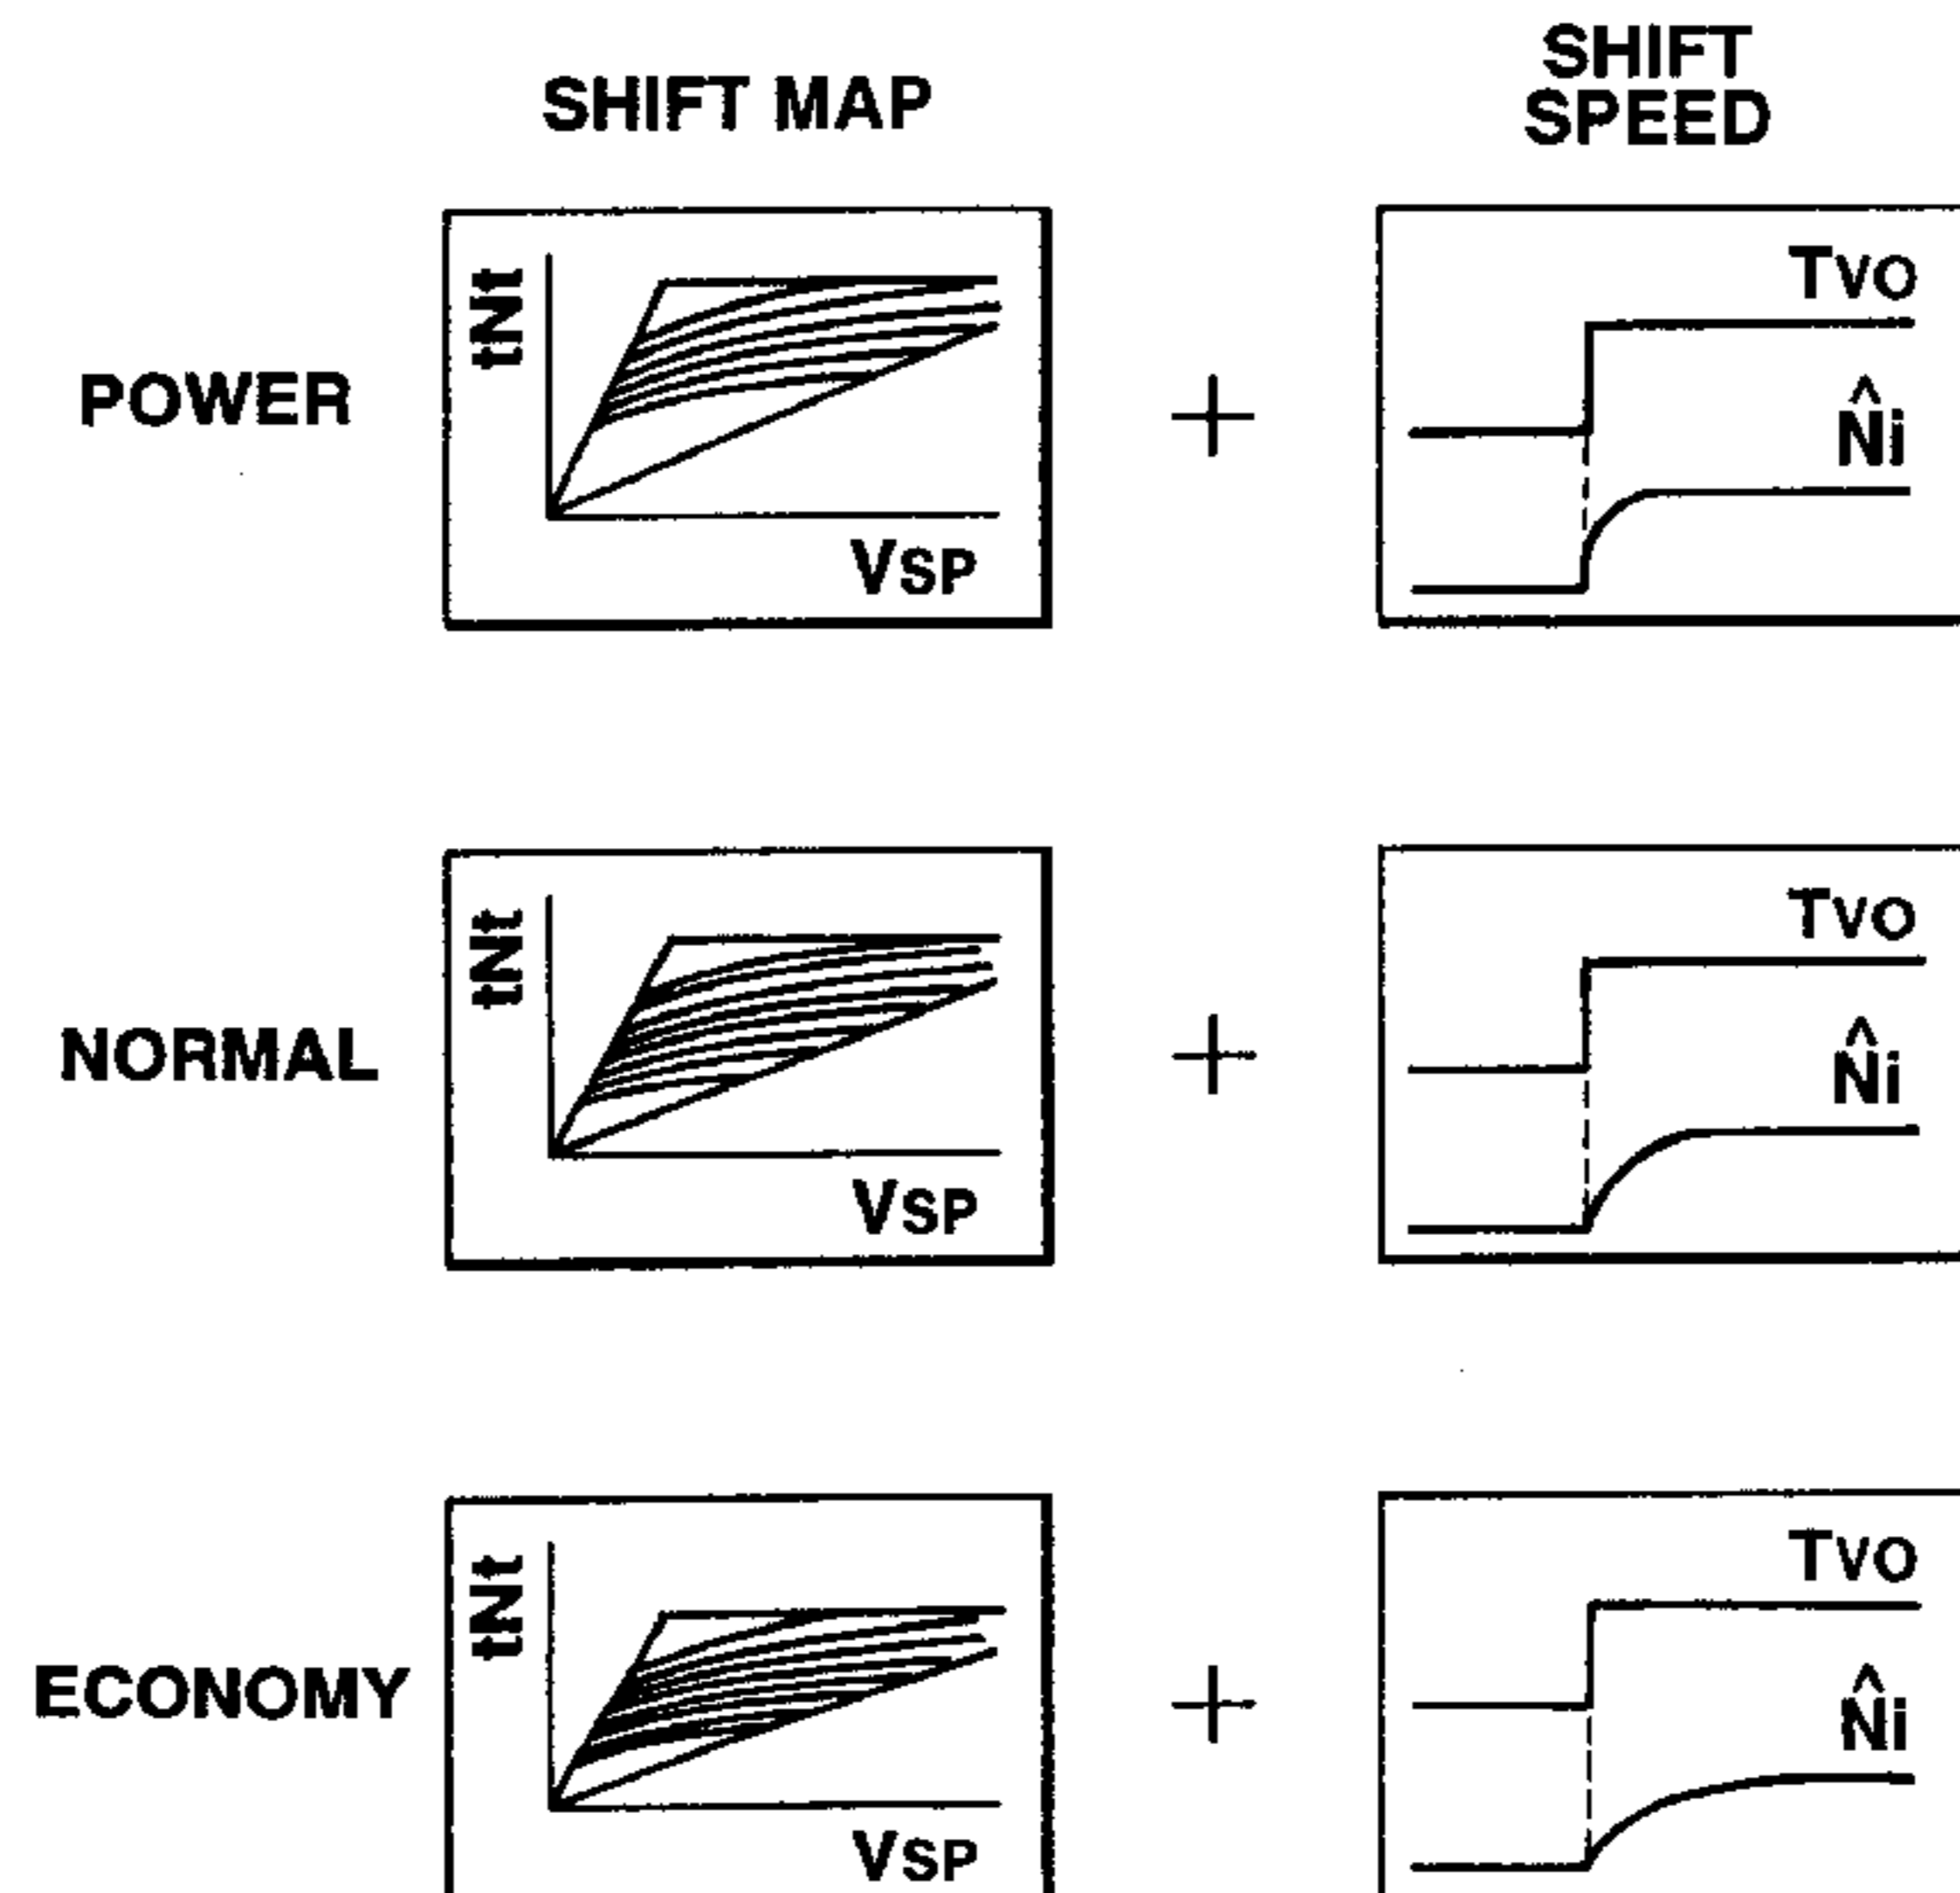 SHIFT MAP
SHIFT
SPEED
POWER
tNt
VSP
+
TVO
N̂i
NORMAL
tNt
VSP
+
TVO
N̂i
ECONOMY
tNt
VSP
+
TVO
N̂i